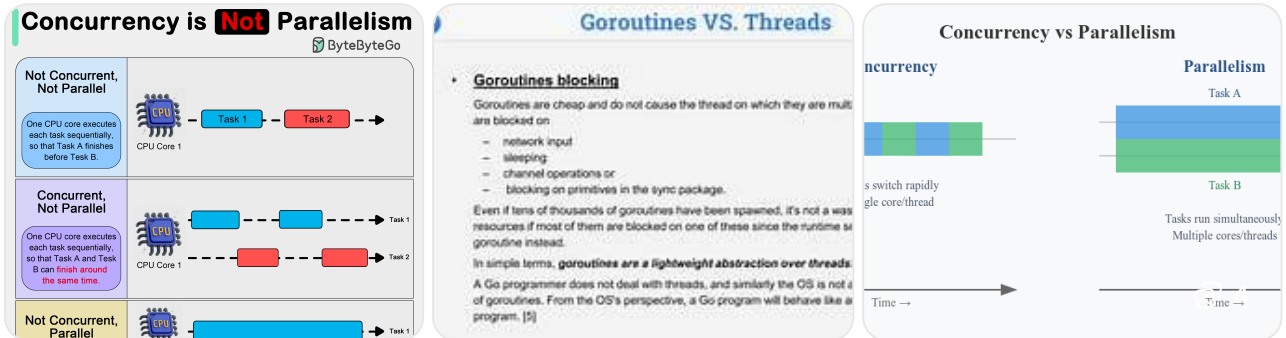 Concurrency is Not Parallelism
ByteByteGo
Not Concurrent,
Not Parallel
One CPU core executes
each task sequentially,
so that Task A finishes
before Tesk B.
CPU
CPU Core 1
Task 1
Task 2
Concurrent,
Not Parallel
One CPU core executes
each task sequentially,
so that Task A and Task
B can finish around
the same time.
CPU
CPU Core 1
Task 1
Task 2
Not Concurrent,
Parallel
CPU
Task 1
Goroutines VS. Threads
• Goroutines blocking
Goroutines are cheap and do not cause the thread on which they are
are blocked on
– network input
– sleeping
– channel operations or
– blocking on primitives in the sync package.
Even if tens of thousands of goroutines have been spawned, it's not a
resources if most of them are blocked on one of these since the runtime
goroutine instead.
In simple terms, goroutines are a lightweight abstraction over threads
A Go programmer does not deal with threads, and similarly the OS is not
of goroutines. From the OS's perspective, a Go program will behave like
program. [5]
Concurrency vs Parallelism
ncurrency
s switch rapidly
gle core/thread
Time →
Parallelism
Task A
Task B
Tasks run simultaneously
Multiple cores/threads
Time →